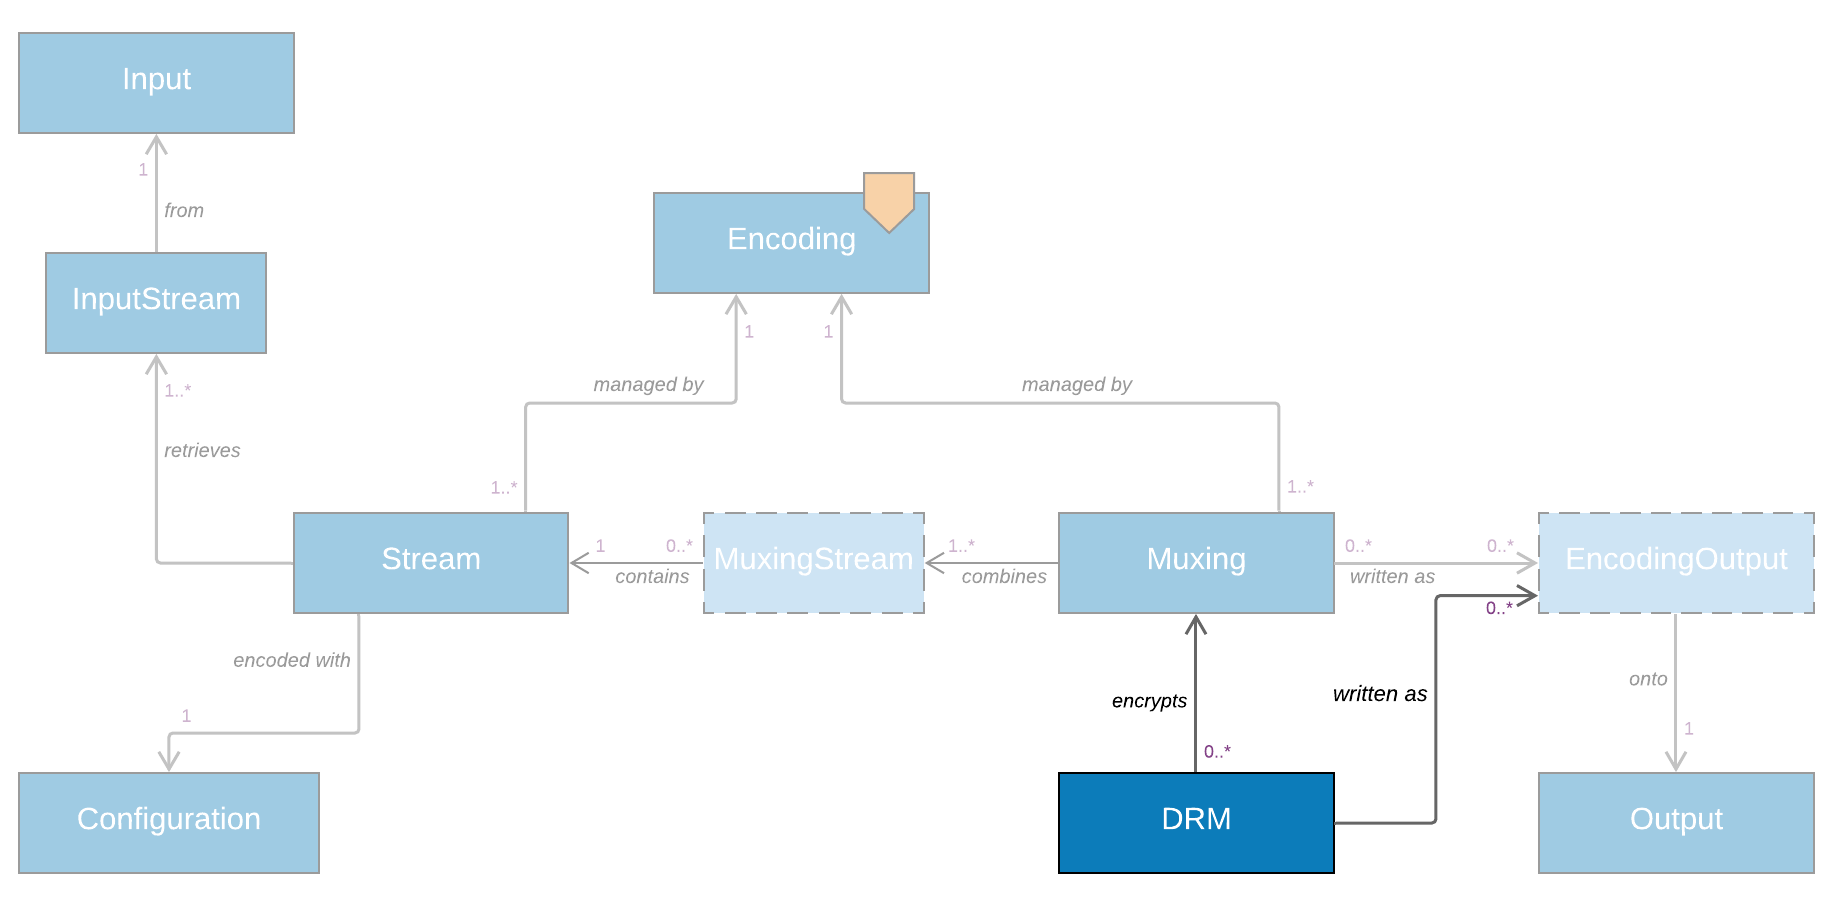 Input
1
from
Encoding
InputStream
1
1
1..*
managed by
managed by
retrieves
1..*
1..*
Stream
1
0..*
contains
MuxingStream
1..*
combines
Muxing
0..*
0..*
written as
EncodingOutput
0..*
encoded with
encrypts
written as
onto
1
1
0..*
Configuration
DRM
Output